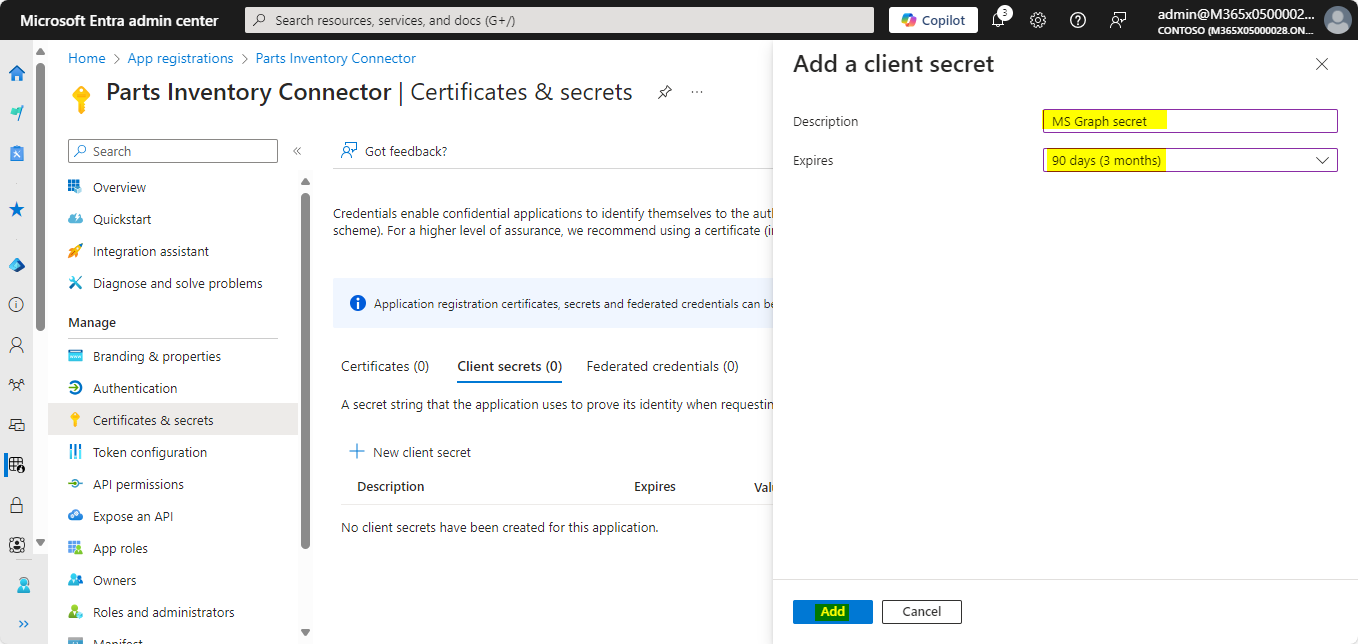 Microsoft Entra admin center
Search resources, services, and docs (G+/)
Copilot
3
admin@M365x0500002...
CONTOSO (M365X05000028.ON...
Home > App registrations > Parts Inventory Connector
Parts Inventory Connector | Certificates & secrets
Search
Overview
Quickstart
Integration assistant
Diagnose and solve problems
Manage
Branding & properties
Authentication
Certificates & secrets
Token configuration
API permissions
Expose an API
App roles
Owners
Roles and administrators
Manifest
Got feedback?
Credentials enable confidential applications to identify themselves to the
scheme). For a higher level of assurance, we recommend using a certificate
Application registration certificates, secrets and federated credentials can
Certificates (0)
Client secrets (0)
Federated credentials (0)
A secret string that the application uses to prove its identity when
New client secret
Description
Expires
No client secrets have been created for this application.
Add a client secret
Description
MS Graph secret
Expires
90 days (3 months)
Add
Cancel